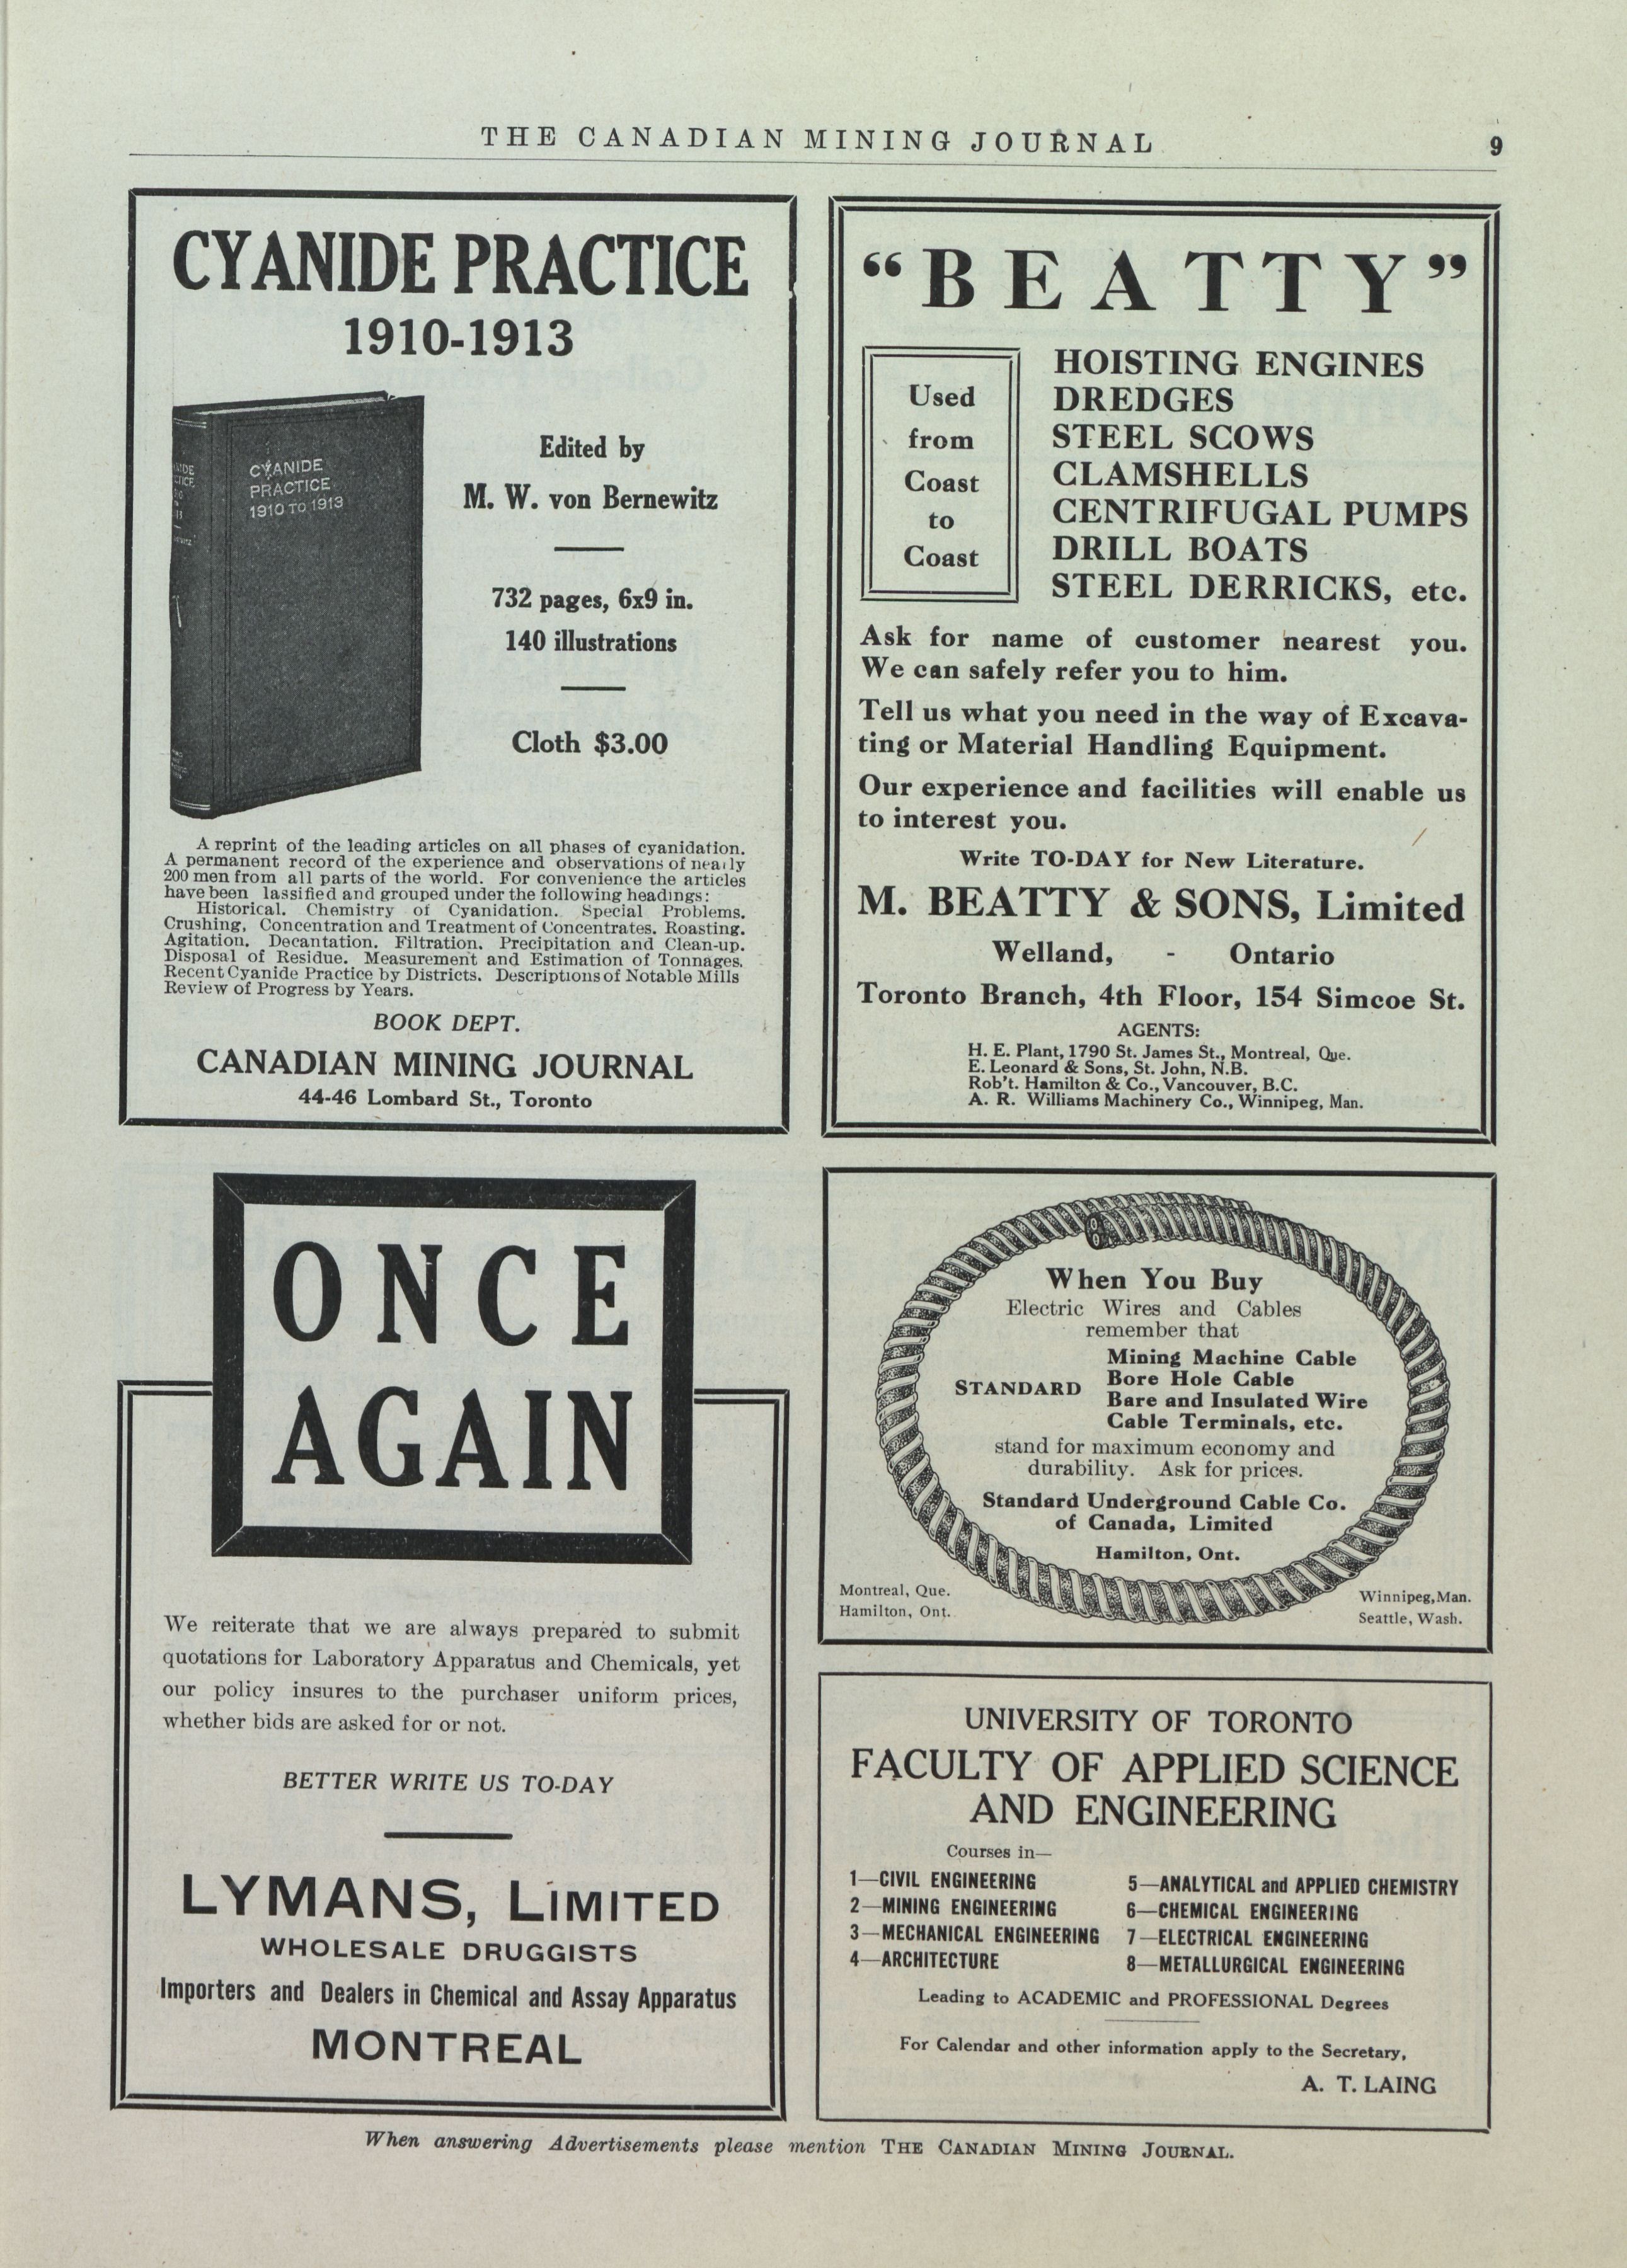 THE CANADIAN MINING JOURNAL 9
CYANIDE PRACTICE
1910-1913
CYANIDE
PRACTICE
1910 TO 1913
Edited by
M. W. von Bernewitz
732 pages, 6x9 in.
140 illustrations
Cloth $3.00
A reprint of the leading articles on all phases of cyanidation.
A permanent record of the experience and observations of nearly
200 men from all parts of the world. For convenience the articles
have been lassified and grouped under the following headings:
Historical. Chemistry of Cyanidation. Special Problems.
Crushing, Concentration and Treatment of Concentrates. Roasting.
Agitation. Decantation. Filtration. Precipitation and Clean-up.
Disposal of Residue. Measurement and Estimation of Tonnages.
Recent Cyanide Practice by Districts. Descriptions of Notable Mills
Review of Progress by Years.
BOOK DEPT.
CANADIAN MINING JOURNAL
44-46 Lombard St., Toronto
"BEATTY"
Used
from
Coast
to
Coast
HOISTING ENGINES
DREDGES
STEEL SCOWS
CLAMSHELLS
CENTRIFUGAL PUMPS
DRILL BOATS
STEEL DERRICKS, etc.
Ask for name of customer nearest you.
We can safely refer you to him.
Tell us what you need in the way of Excava-
ting or Material Handling Equipment.
Our experience and facilities will enable us
to interest you.
Write TO-DAY for New Literature.
M. BEATTY & SONS, Limited
Welland, - Ontario
Toronto Branch, 4th Floor, 154 Simcoe St.
AGENTS:
H. E. Plant, 1790 St. James St., Montreal, Que.
E. Leonard & Sons, St. John, N.B.
Rob't. Hamilton & Co., Vancouver, B.C.
A. R. Williams Machinery Co., Winnipeg, Man.
ONCE
AGAIN
We reiterate that we are always prepared to submit
quotations for Laboratory Apparatus and Chemicals, yet
our policy insures to the purchaser uniform prices,
whether bids are asked for or not.
BETTER WRITE US TO-DAY
LYMANS, LIMITED
WHOLESALE DRUGGISTS
Importers and Dealers in Chemical and Assay Apparatus
MONTREAL
When You Buy
Electric Wires and Cables
remember that
STANDARD
Mining Machine Cable
Bore Hole Cable
Bare and Insulated Wire
Cable Terminals, etc.
stand for maximum economy and
durability. Ask for prices.
Standard Underground Cable Co.
of Canada, Limited
Hamilton, Ont.
Montreal, Que.
Hamilton, Ont.
Winnipeg, Man.
Seattle, Wash.
UNIVERSITY OF TORONTO
FACULTY OF APPLIED SCIENCE
AND ENGINEERING
Courses in—
1—CIVIL ENGINEERING
2—MINING ENGINEERING
3—MECHANICAL ENGINEERING
4—ARCHITECTURE
5—ANALYTICAL and APPLIED CHEMISTRY
6—CHEMICAL ENGINEERING
7—ELECTRICAL ENGINEERING
8—METALLURGICAL ENGINEERING
Leading to ACADEMIC and PROFESSIONAL Degrees
For Calendar and other information apply to the Secretary,
A. T. LAING
When answering Advertisements please mention THE CANADIAN MINING JOURNAL.